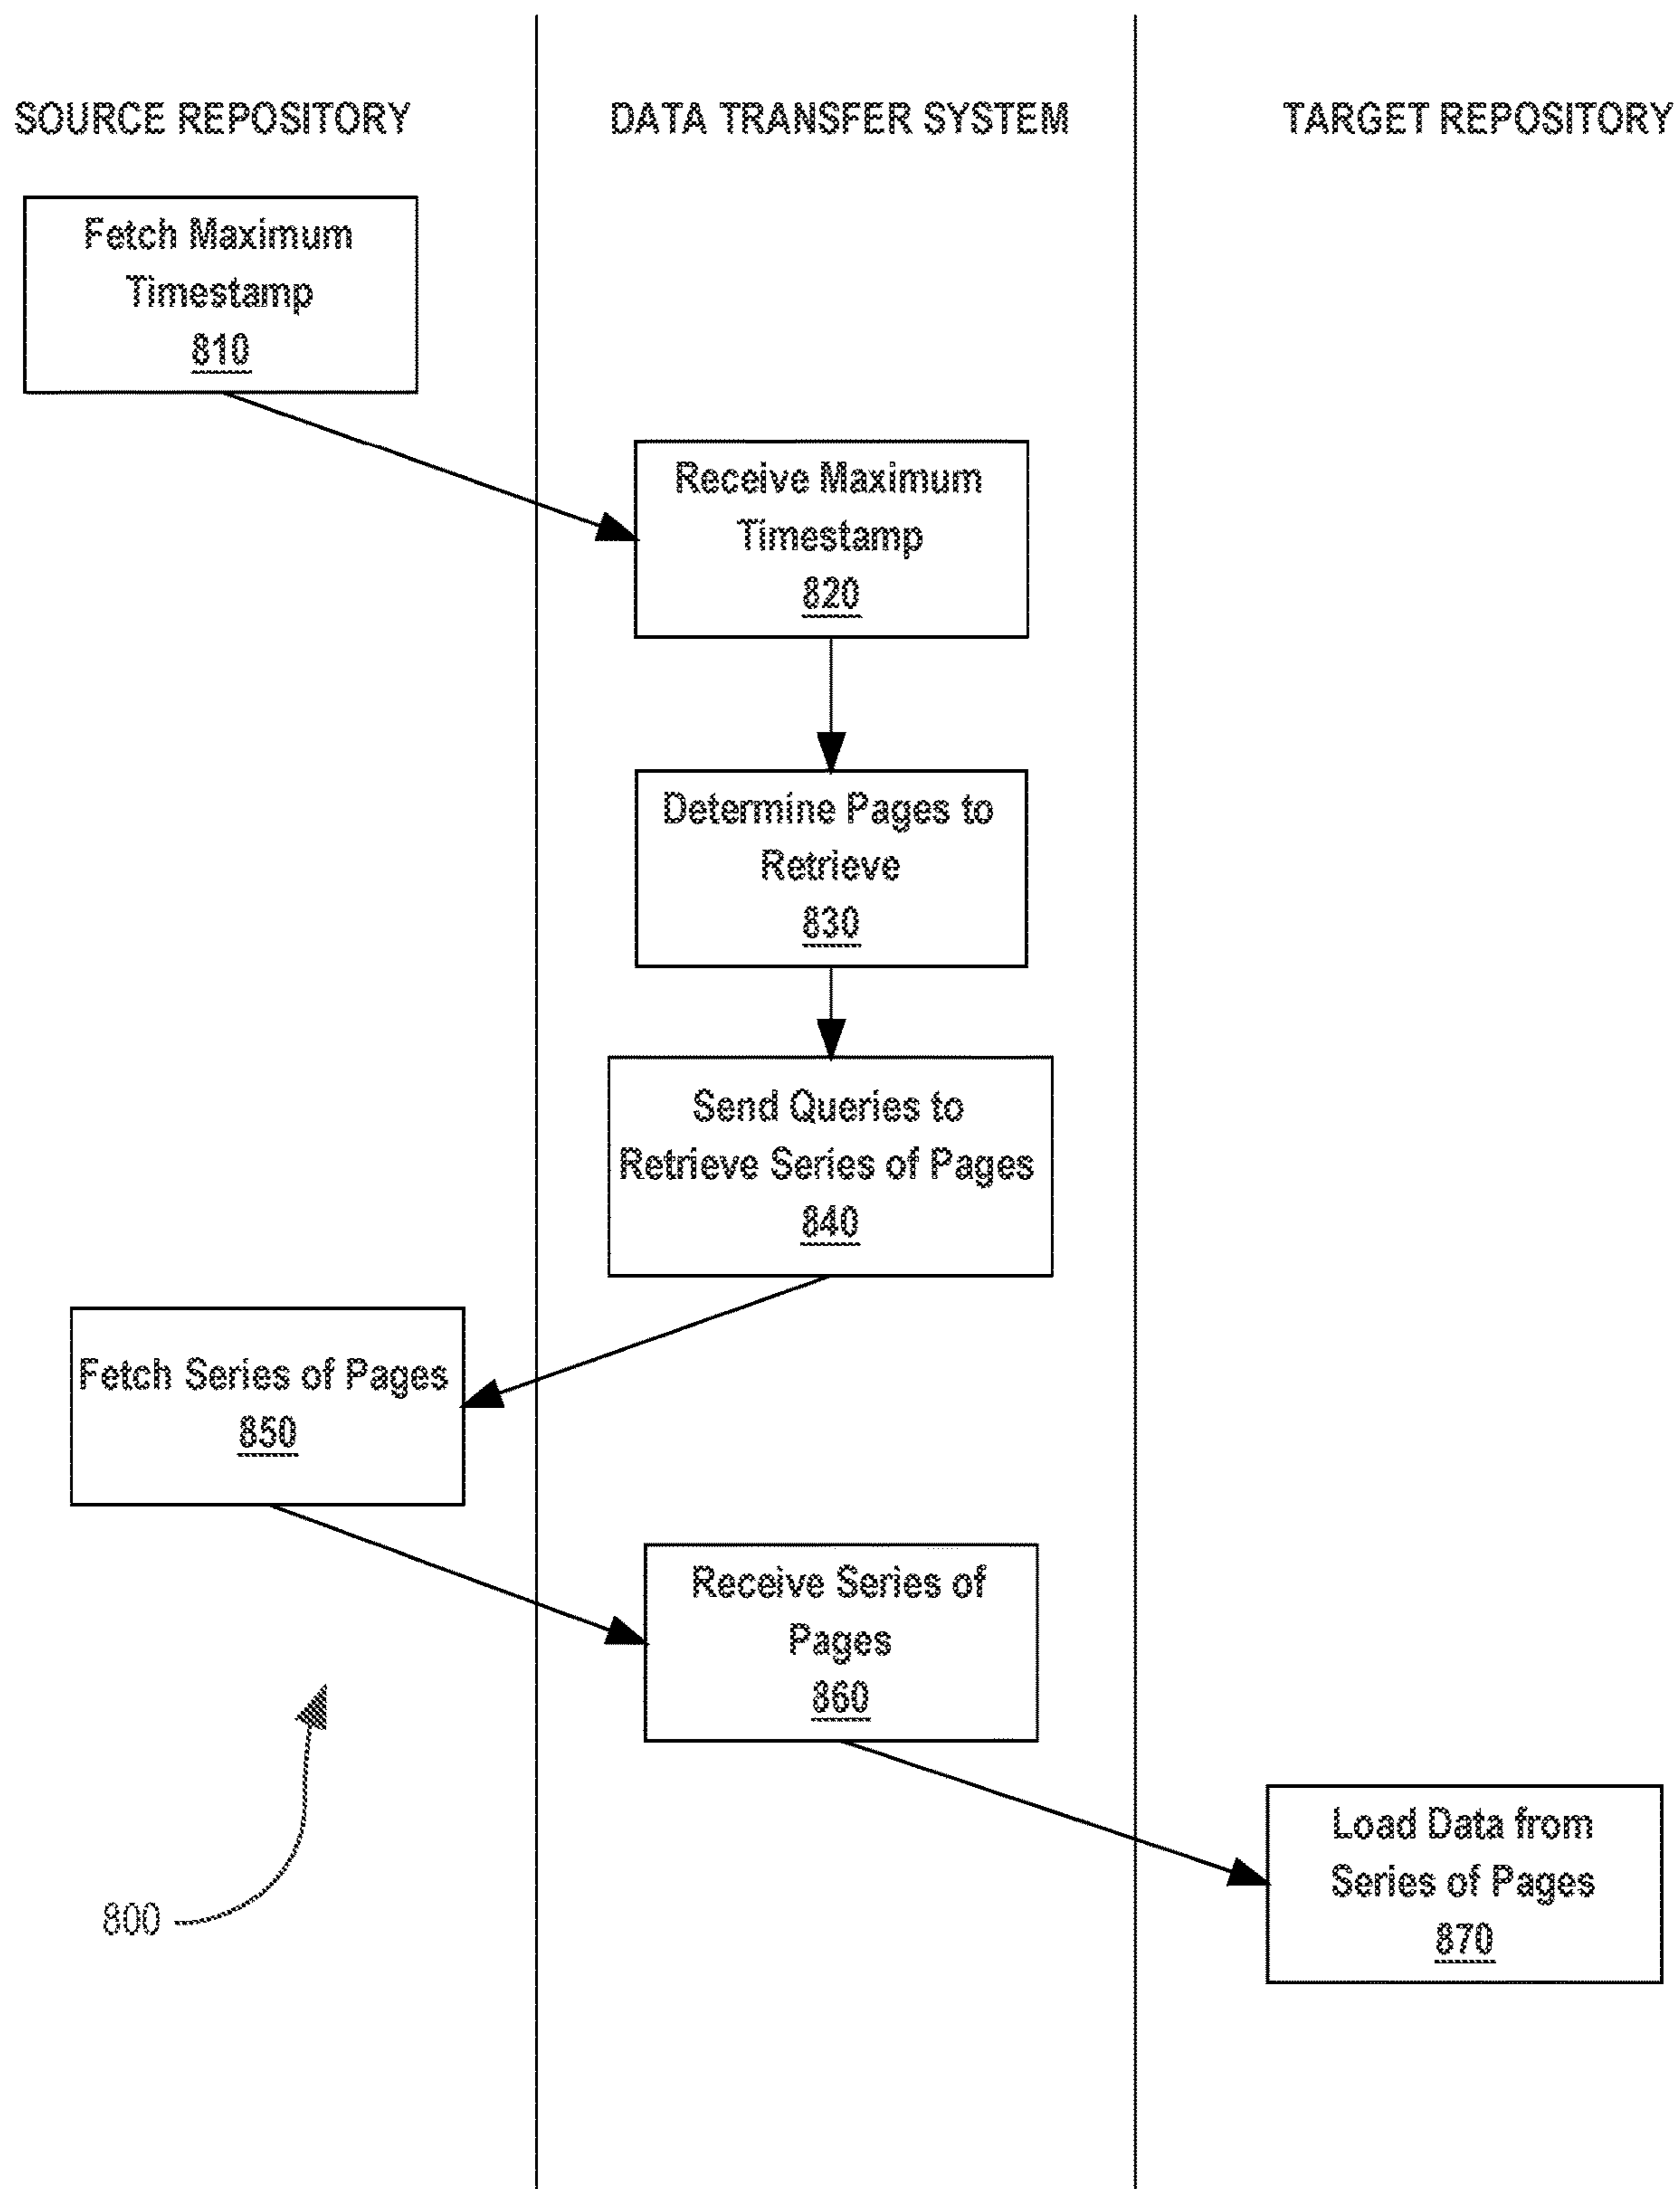 SOURCE REPOSITORY
DATA TRANSFER SYSTEM
TARGET REPOSITORY
Fetch Maximum
Timestamp
810
Receive Maximum
Timestamp
820
Determine Pages to
Retrieve
830
Send Queries to
Retrieve Series of Pages
840
Fetch Series of Pages
850
Receive Series of
Pages
860
Load Data from
Series of Pages
870
800